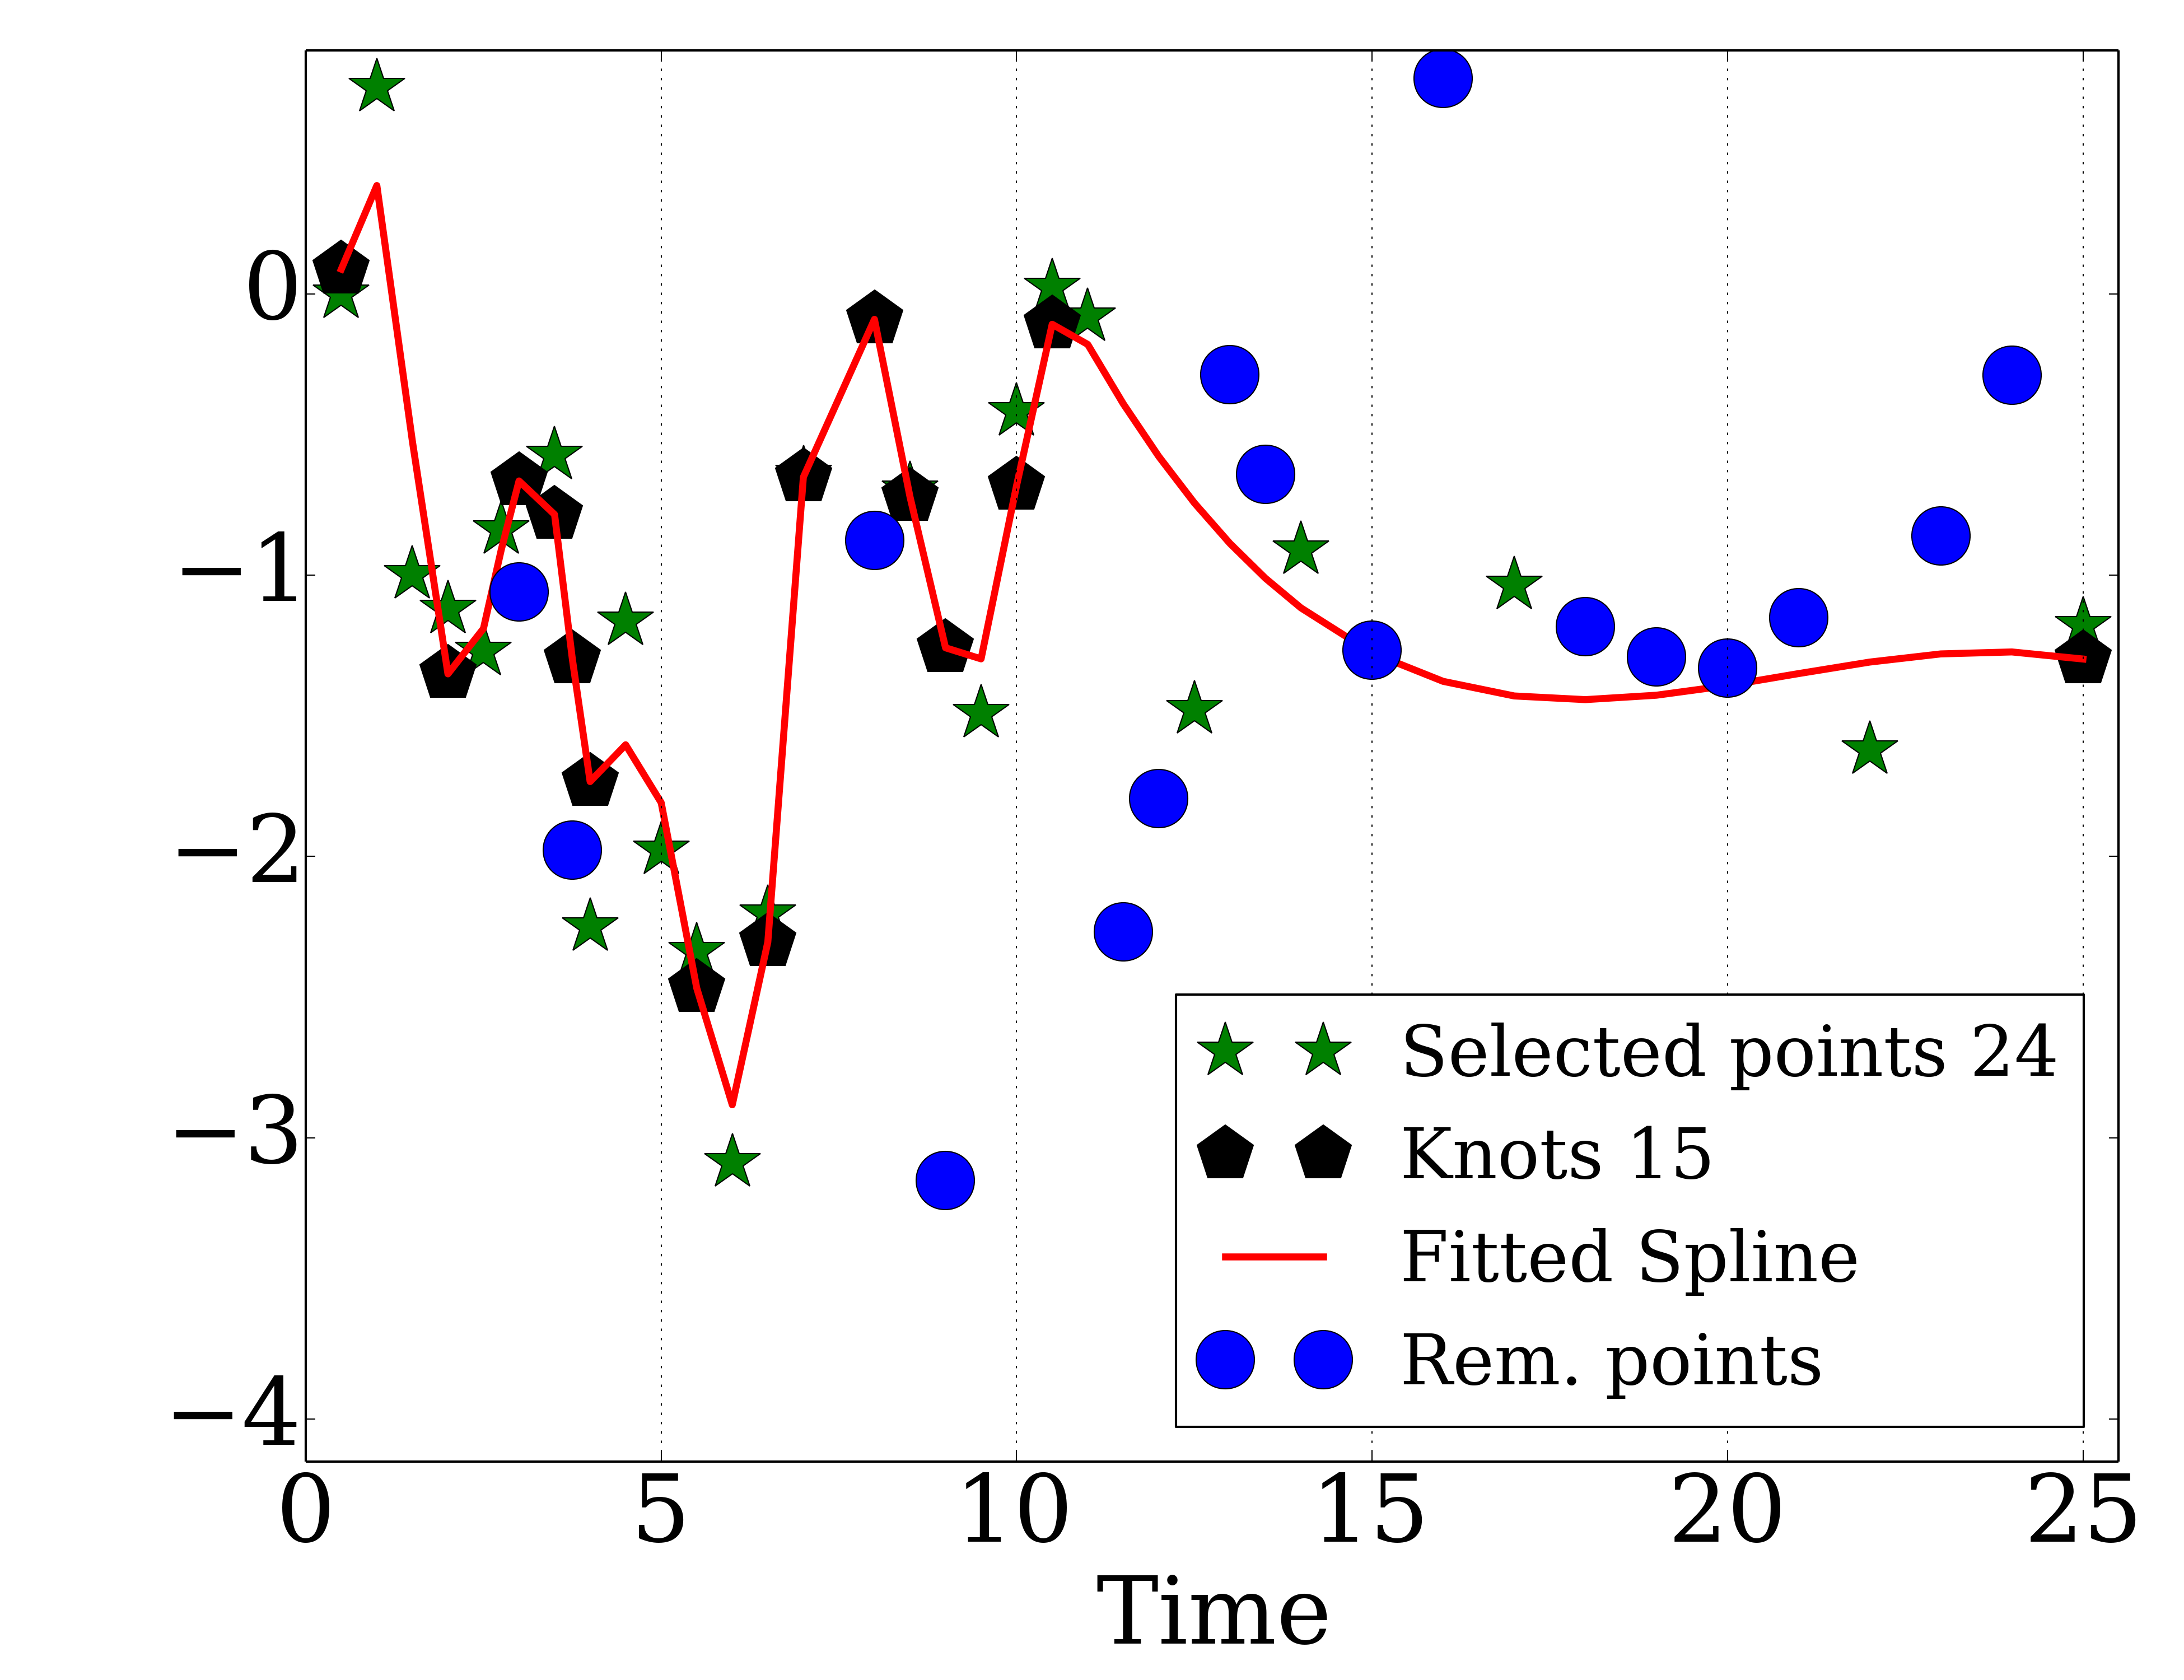 0
−1
−2
−3
−4
0 5 10 15 20 25
Time
Selected points 24
Knots 15
Fitted Spline
Rem. points